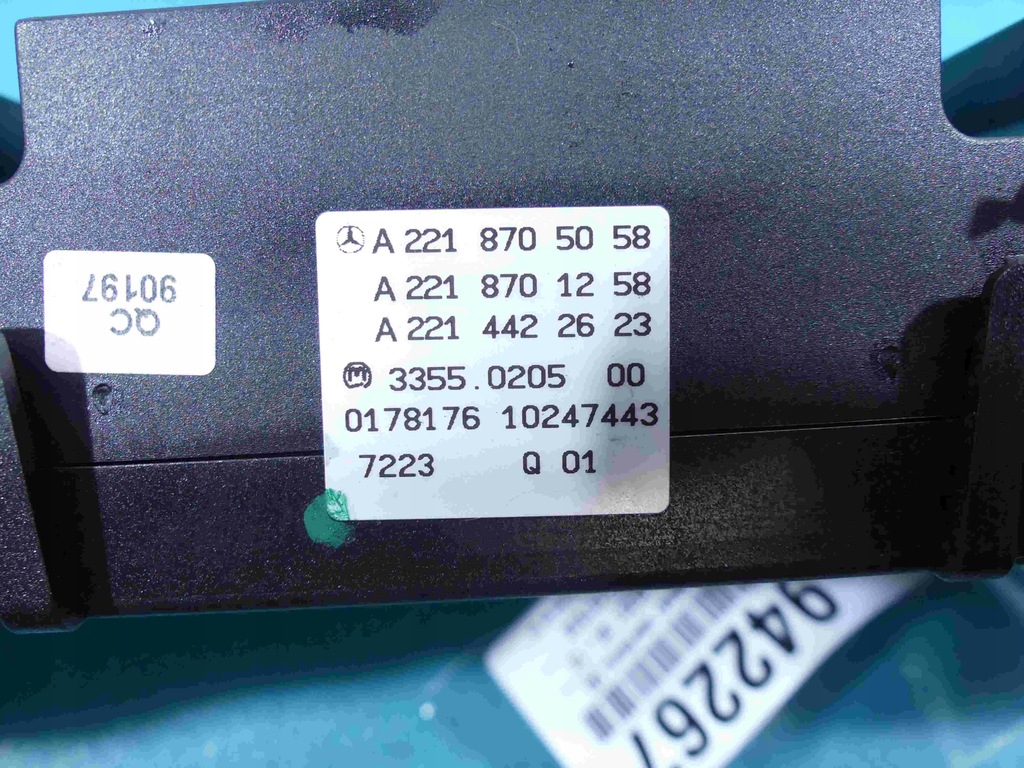 A 221 870 50 58
A 221 870 12 58
A 221 442 26 23
M 3355.0205 00
0178176 10247443
7223 Q 01
QC
90197